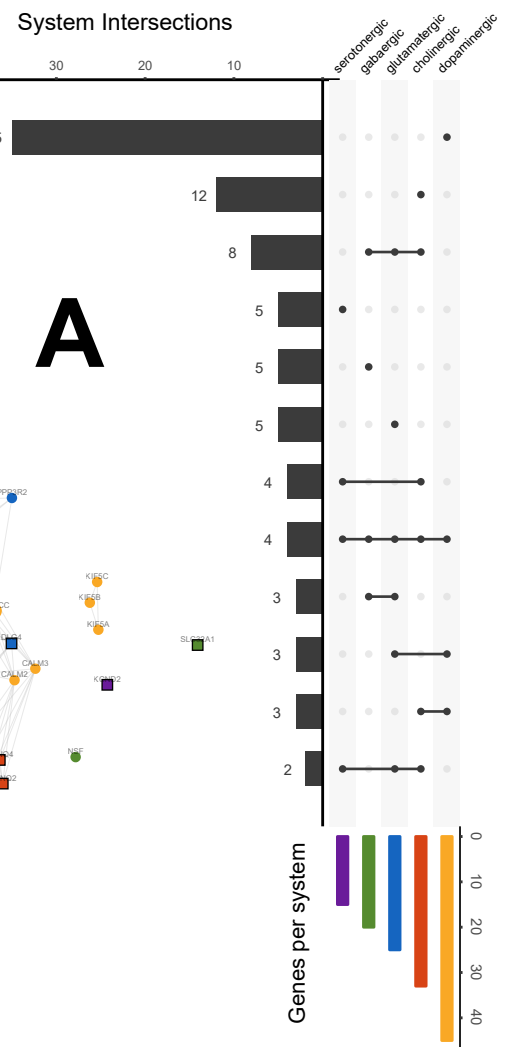 System Intersections
30 20 10
serotonergic
gabaergic
glutamatergic
cholinergic
dopaminergic
12
8
A
5
5
5
4
4
3
3
3
2
KIF5C
KIF5B
KIF5A
SLC32A1
CALM3
CALM2
KCND2
NSF
Genes per system
0
10
20
30
40